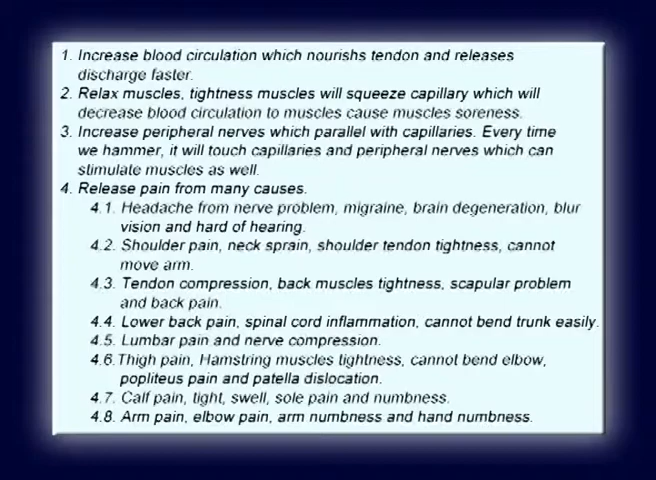 1. Increase blood circulation which nourishs tendon and releases
discharge faster.
2. Relax muscles, tightness muscles will squeeze capillary which will
decrease blood circulation to muscles cause muscles soreness.
3. Increase peripheral nerves which parallel with capillaries. Every time
we hammer, it will touch capillaries and peripheral nerves which can
stimulate muscles as well.
4. Release pain from many causes.
4.1. Headache from nerve problem, migraine, brain degeneration, blur
vision and hard of hearing.
4.2. Shoulder pain, neck sprain, shoulder tendon tightness, cannot
move arm.
4.3. Tendon compression, back muscles tightness, scapular problem
and back pain.
4.4. Lower back pain, spinal cord inflammation, cannot bend trunk easily.
4.5. Lumbar pain and nerve compression.
4.6. Thigh pain, Hamstring muscles tightness, cannot bend elbow,
popliteus pain and patella dislocation.
4.7. Calf pain, tight, swell, sole pain and numbness.
4.8. Arm pain, elbow pain, arm numbness and hand numbness.